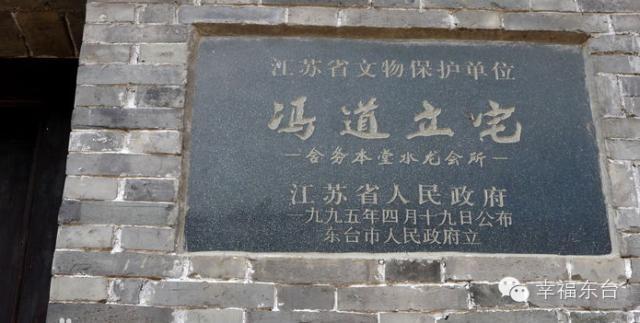 江苏省文物保护单位
冯道立宅
—含务本堂水龙会所—
江苏省人民政府
一九九五年四月十九日公布
东台市人民政府立
幸福东台